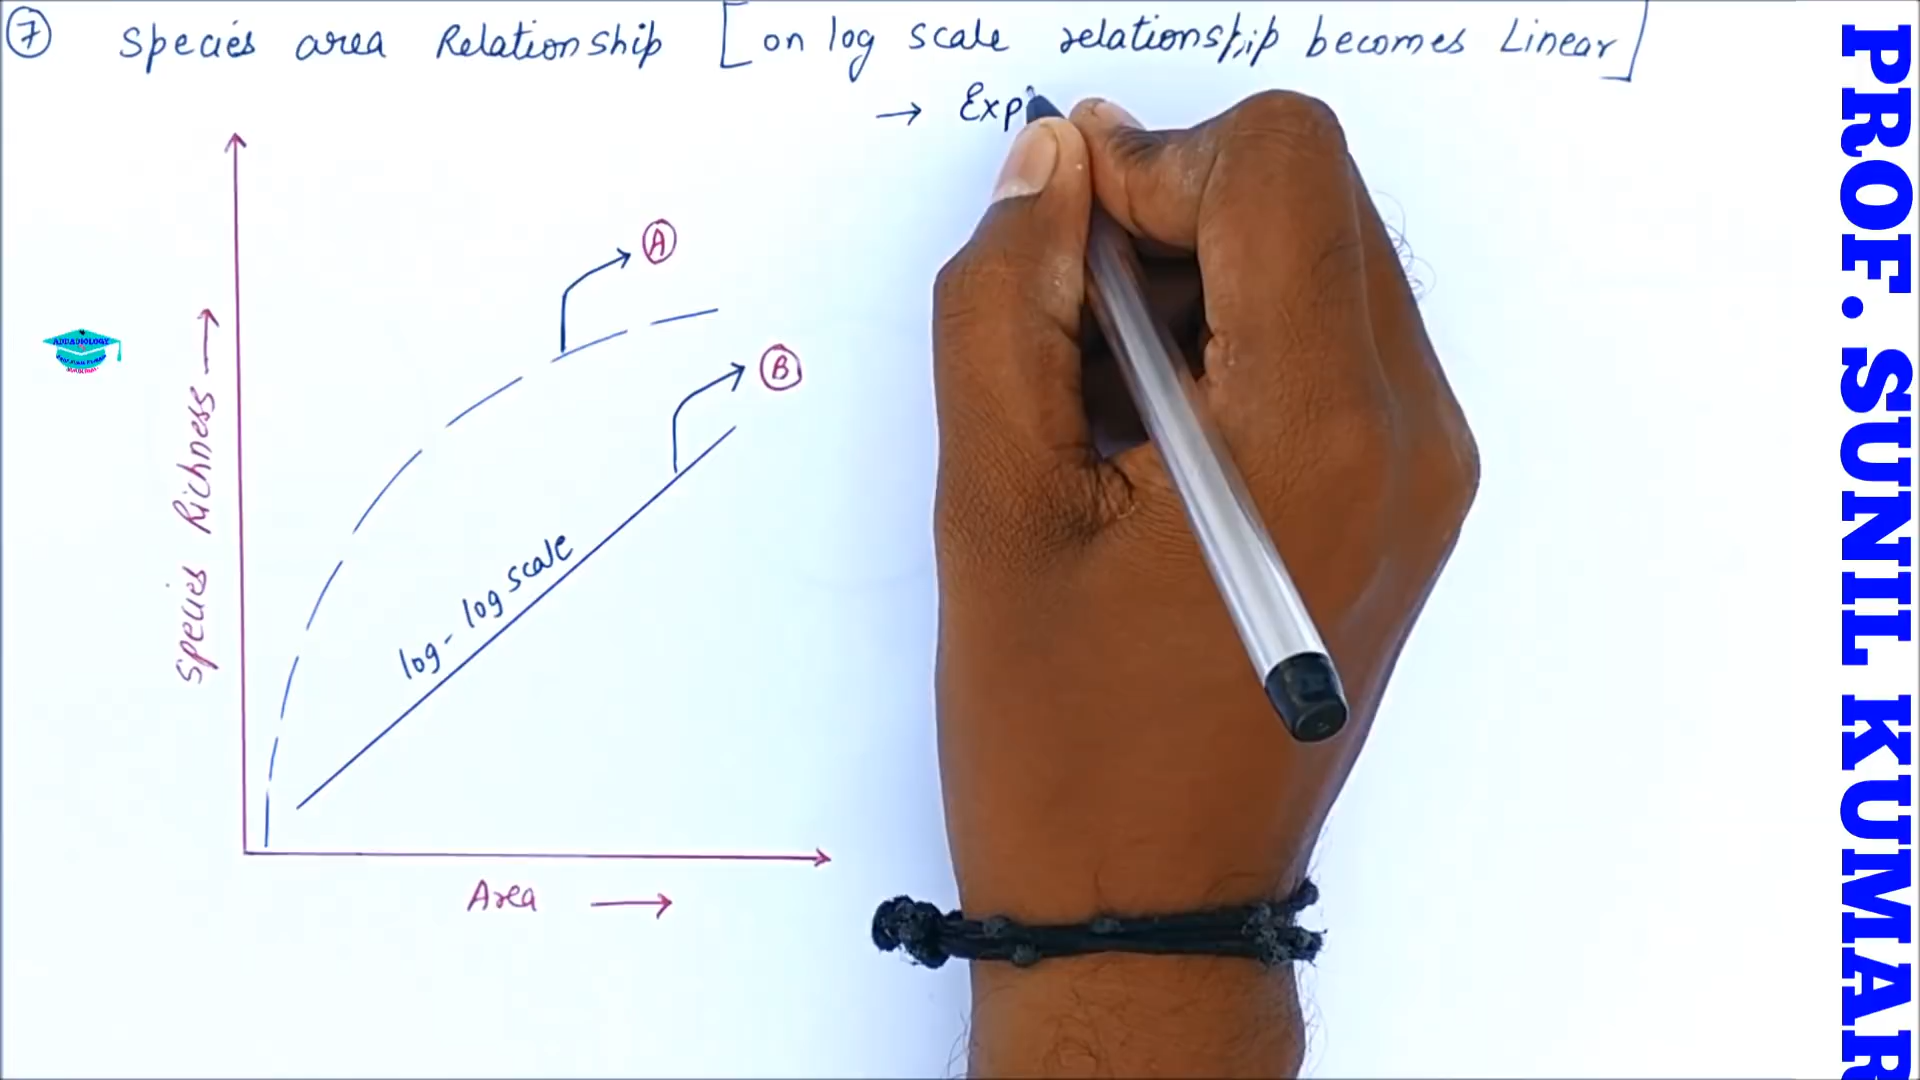 7 Species area Relationship [on log scale relationship becomes Linear]
→ Exp
A
B
Species Richness →
log - log scale
Area →
PROF. SUNIL KUMAR